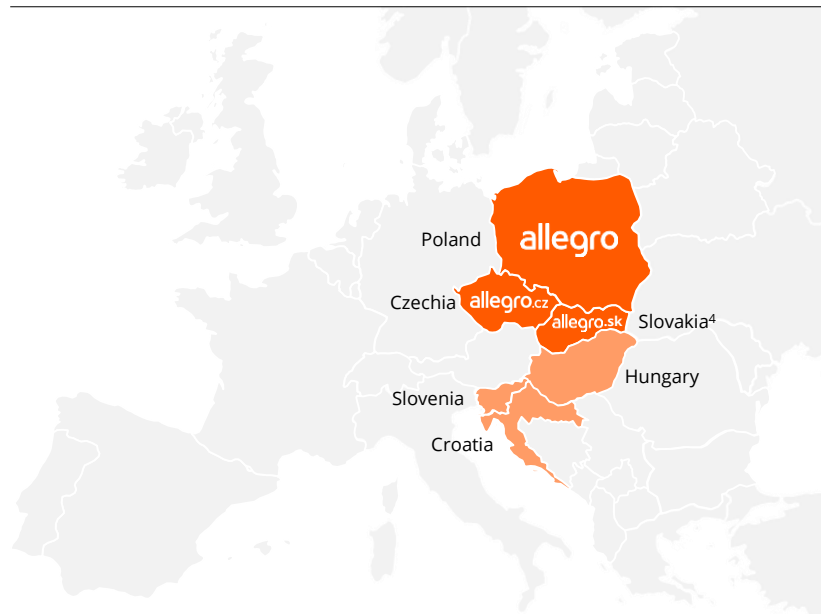 allegro
Poland
Czechia
allegro.cz
allegro.sk
Slovakia⁴
Hungary
Slovenia
Croatia